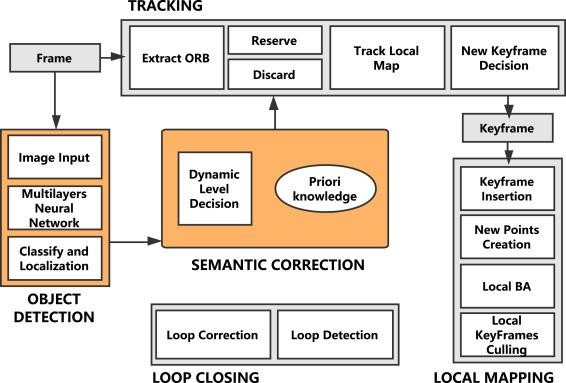 TRACKING
Frame
Extract ORB
Reserve
Discard
Track Local
Map
New Keyframe
Decision
Keyframe
Image Input
Multilayers
Neural
Network
Classify and
Localization
OBJECT
DETECTION
Dynamic
Level
Decision
Priori
knowledge
SEMANTIC CORRECTION
Keyframe
Insertion
New Points
Creation
Local BA
Local
KeyFrames
Culling
LOCAL MAPPING
Loop Correction
Loop Detection
LOOP CLOSING